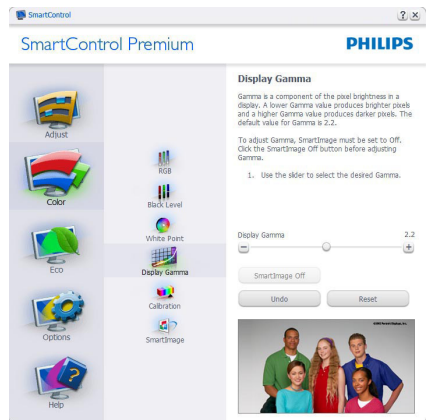 SmartControl
SmartControl Premium
PHILIPS
Adjust
Color
Eco
Options
Help
RGB
Black Level
White Point
Display Gamma
Calibration
SmartImage
Display Gamma
Gamma is a component of the pixel brightness in a
display. A lower Gamma value produces brighter pixels
and a higher Gamma value produces darker pixels. The
default value for Gamma is 2.2.
To adjust Gamma, SmartImage must be set to Off.
Click the SmartImage Off button before adjusting
Gamma.
1. Use the slider to select the desired Gamma.
Display Gamma 2.2
SmartImage Off
Undo Reset